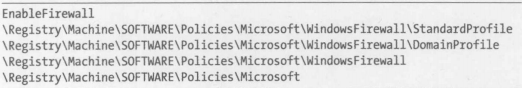 EnableFirewall
\Registry\Machine\SOFTWARE\Policies\Microsoft\WindowsFirewall\StandardProfile
\Registry\Machine\SOFTWARE\Policies\Microsoft\WindowsFirewall\DomainProfile
\Registry\Machine\SOFTWARE\Policies\Microsoft\WindowsFirewall
\Registry\Machine\SOFTWARE\Policies\Microsoft